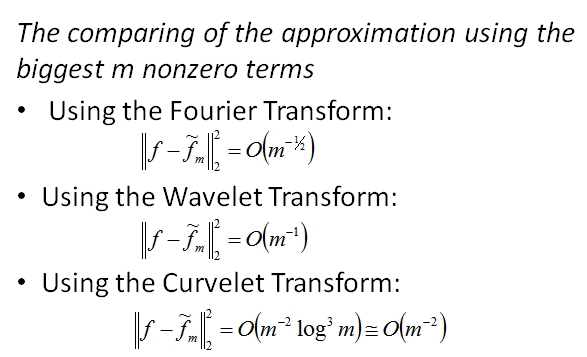 The comparing of the approximation using the
biggest m nonzero terms
• Using the Fourier Transform:
‖f − f̃ₘ‖₂² = O(m^−½)
• Using the Wavelet Transform:
‖f − f̃ₘ‖₂² = O(m⁻¹)
• Using the Curvelet Transform:
‖f − f̃ₘ‖₂² = O(m⁻² log³ m) ≅ O(m⁻²)